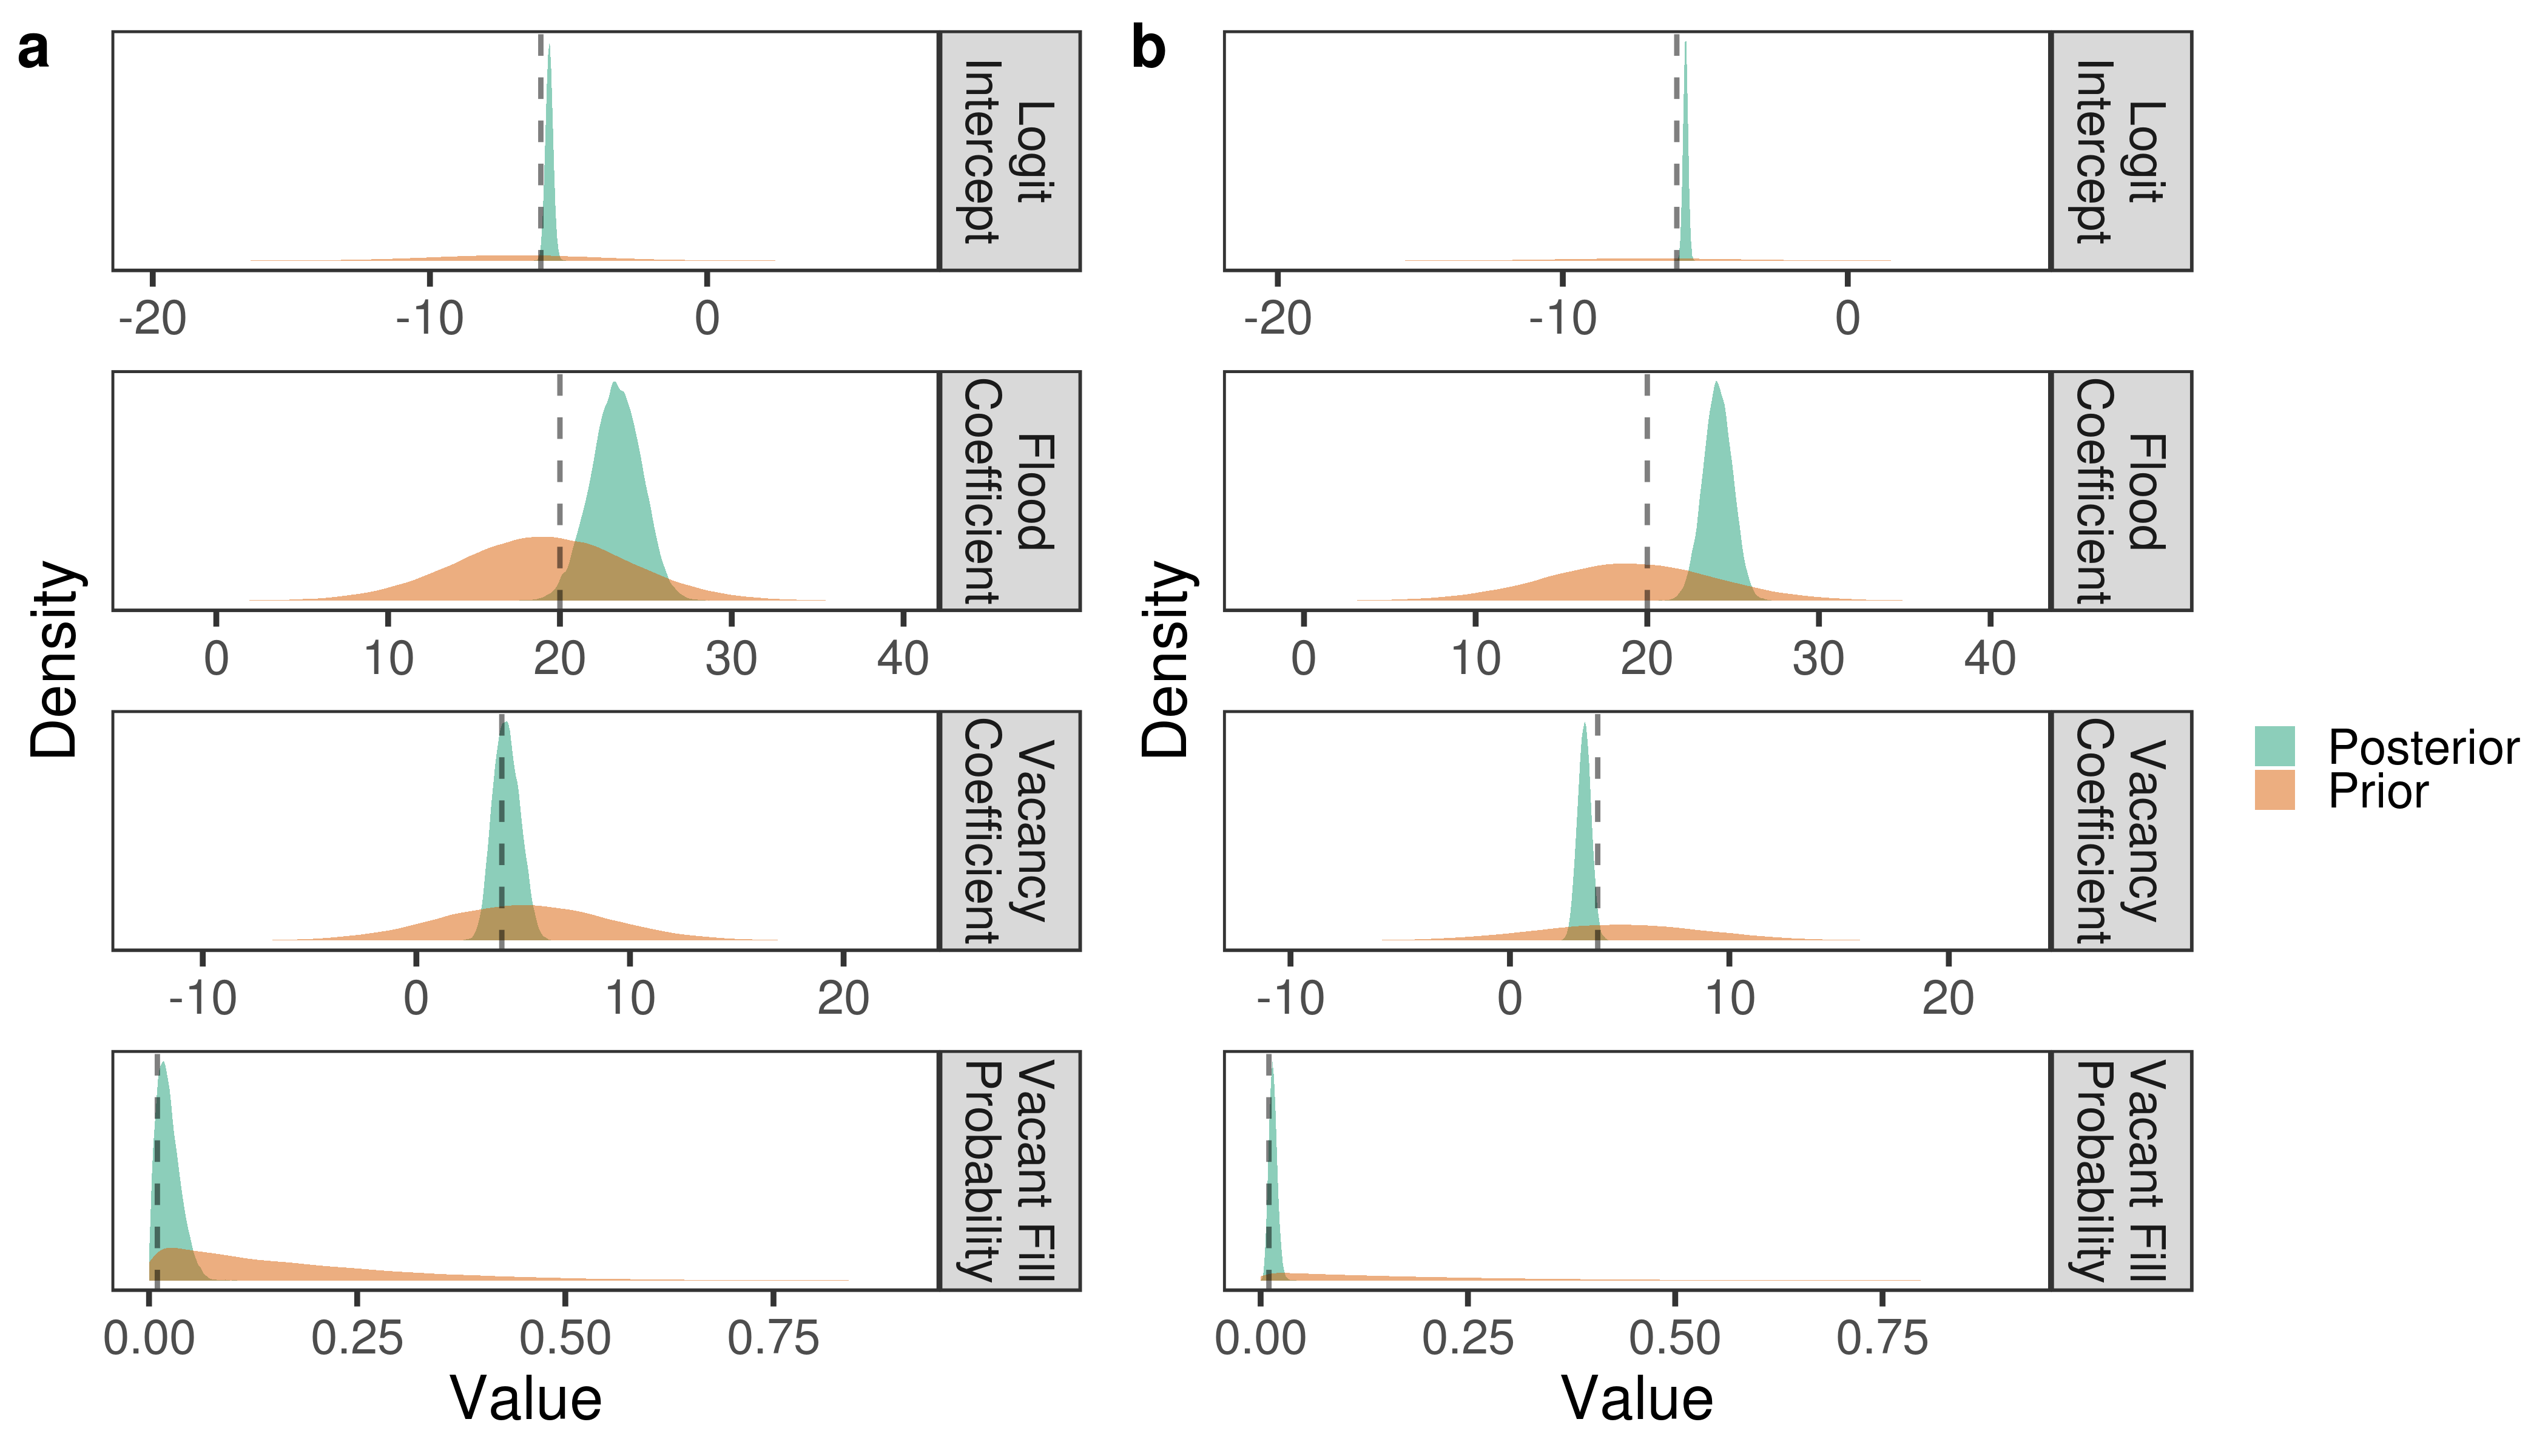 a
Density
Logit
Intercept
-20 -10 0
Flood
Coefficient
0 10 20 30 40
Vacancy
Coefficient
-10 0 10 20
Vacant Fill
Probability
0.00 0.25 0.50 0.75
Value
b
Density
Logit
Intercept
-20 -10 0
Flood
Coefficient
0 10 20 30 40
Vacancy
Coefficient
-10 0 10 20
Vacant Fill
Probability
0.00 0.25 0.50 0.75
Value
Posterior
Prior